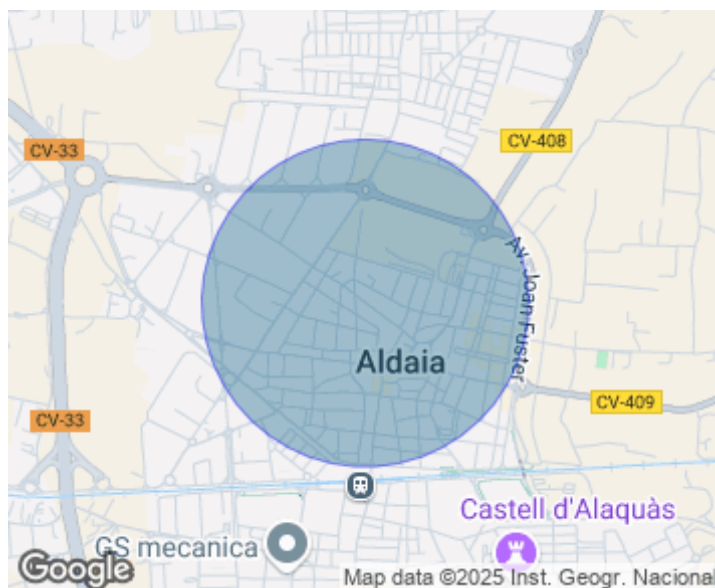 CV-33
CV-408
Av. Joan Fuster
Aldaia
CV-409
CV-33
Castell d'Alaquàs
GS mecanica
Google
Map data ©2025 Inst. Geogr. Nacional